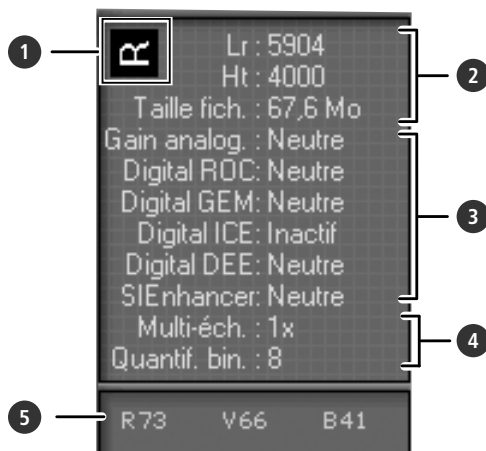 1
R
Lr : 5904
Ht : 4000
Taille fich. : 67,6 Mo
2
Gain analog. : Neutre
Digital ROC: Neutre
Digital GEM: Neutre
Digital ICE: Inactif
Digital DEE: Neutre
SIEnhancer: Neutre
3
Multi-éch. : 1x
Quantif. bin. : 8
4
5
R73 V66 B41